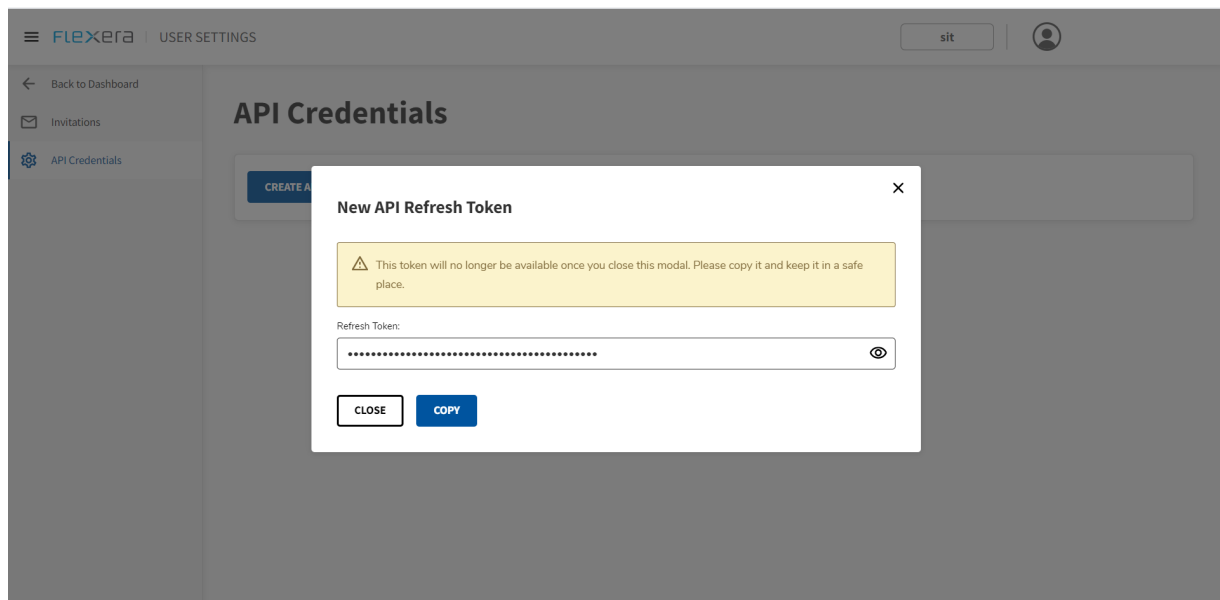 flexera USER SETTINGS
sit
Back to Dashboard
Invitations
API Credentials
API Credentials
CREATE A
New API Refresh Token
This token will no longer be available once you close this modal. Please copy it and keep it in a safe
place.
Refresh Token:
••••••••••••••••••••••••••••••••••••••••••
CLOSE
COPY